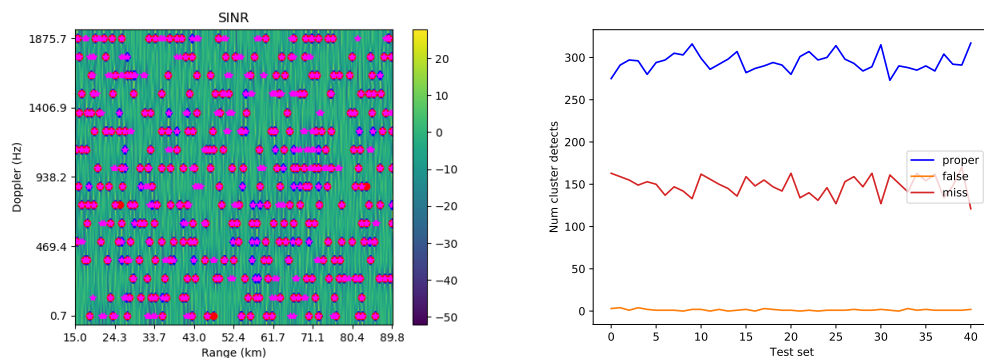 SINR
1875.7
1406.9
938.2
469.4
0.7
Doppler (Hz)
15.0 24.3 33.7 43.0 52.4 61.7 71.1 80.4 89.8
Range (km)
20
10
0
−10
−20
−30
−40
−50
300
250
200
150
100
50
0
Num cluster detects
0 5 10 15 20 25 30 35 40
Test set
proper
false
miss